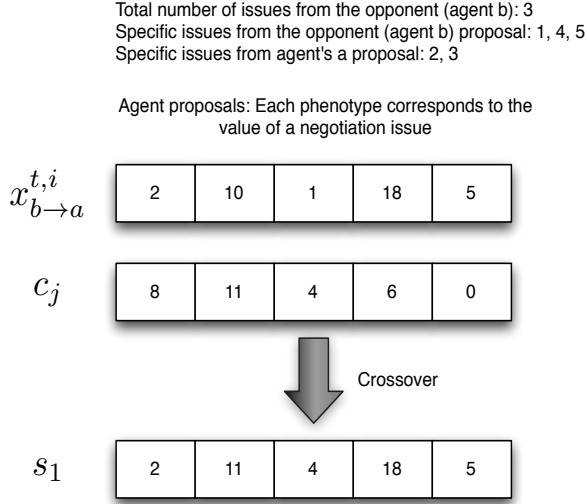 Total number of issues from the opponent (agent b): 3
Specific issues from the opponent (agent b) proposal: 1, 4, 5
Specific issues from agent's a proposal: 2, 3
Agent proposals: Each phenotype corresponds to the
value of a negotiation issue
x^{t,i}_{b→a} 2 10 1 18 5
c_j 8 11 4 6 0
Crossover
s_1 2 11 4 18 5